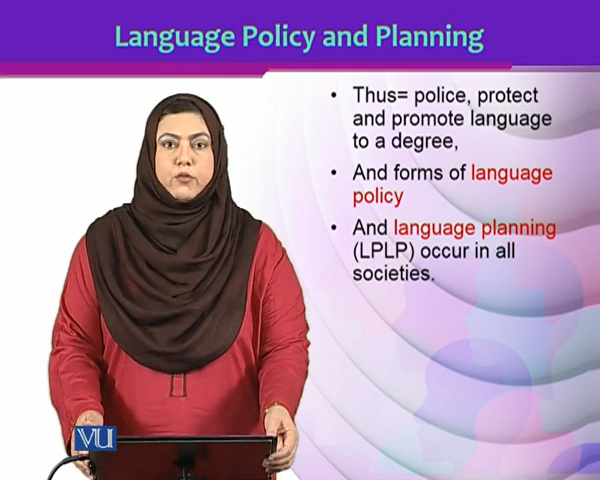 Language Policy and Planning
• Thus= police, protect
and promote language
to a degree,
• And forms of language
policy
• And language planning
(LPLP) occur in all
societies.
VU